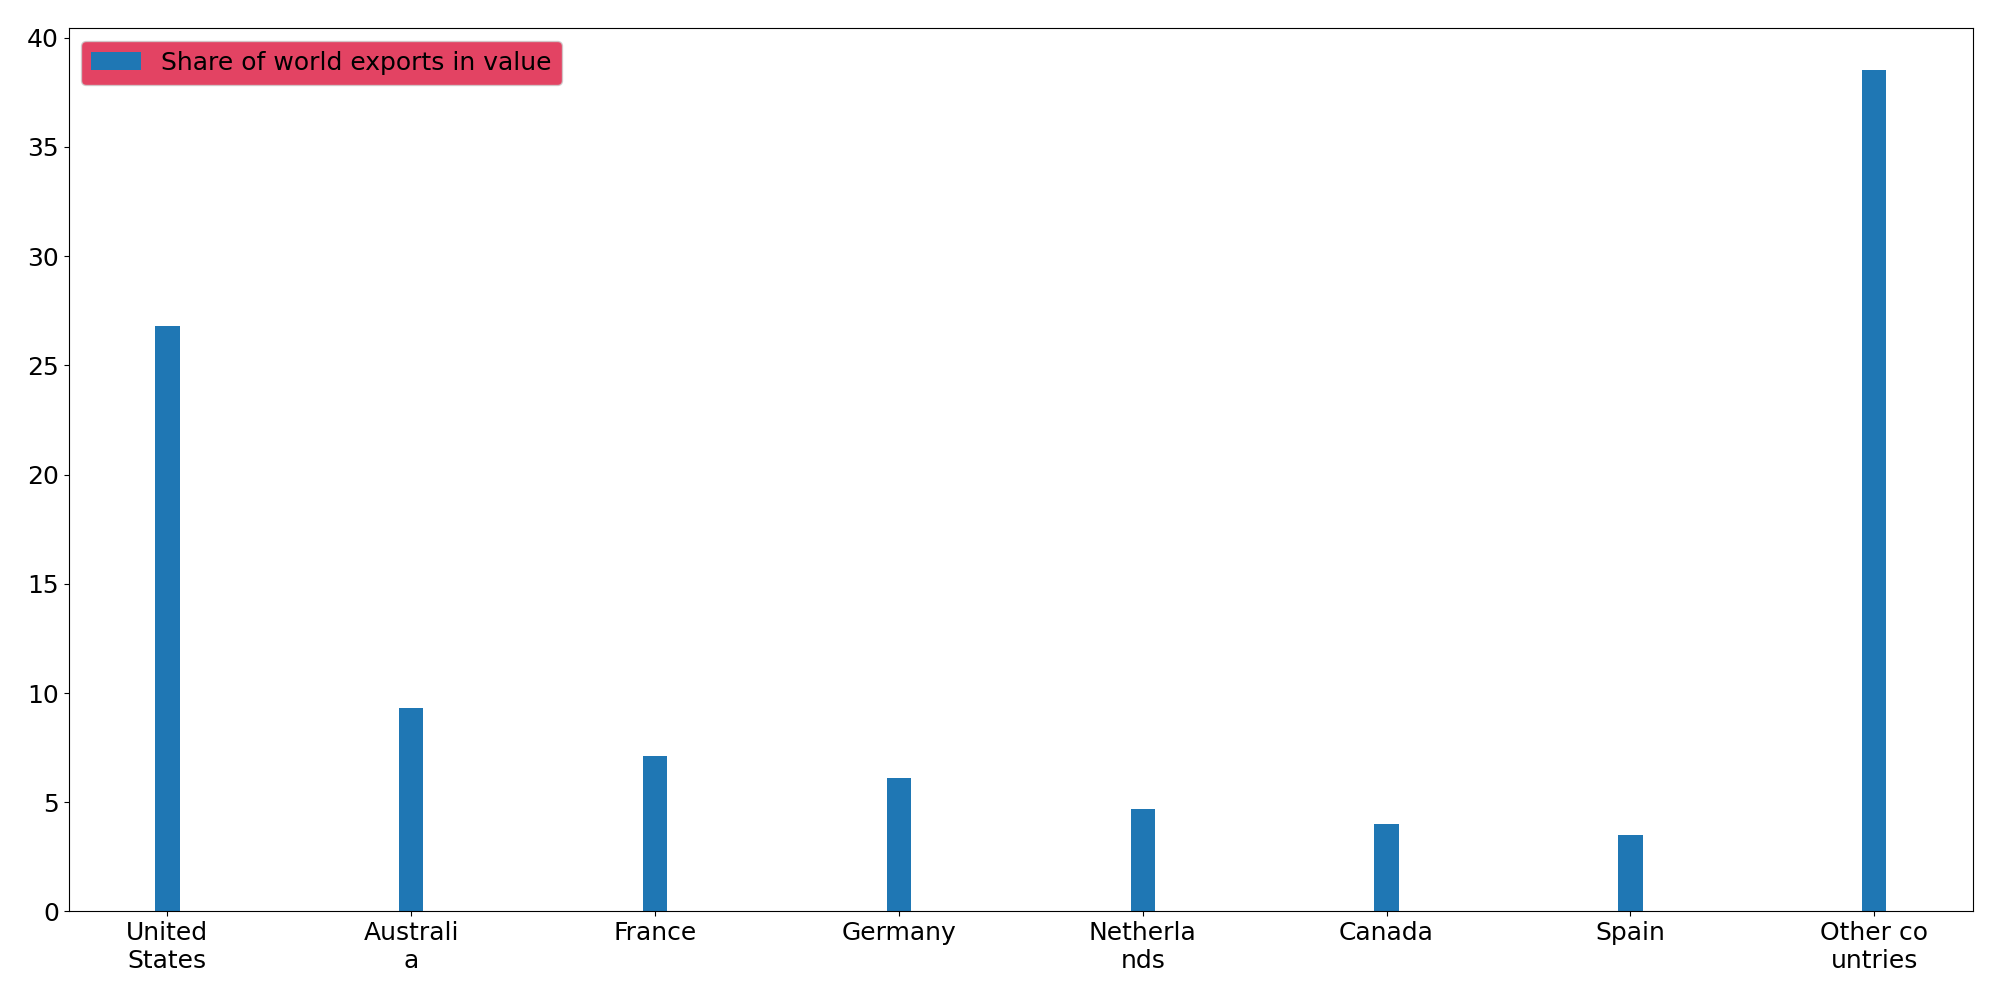 40
35
30
25
20
15
10
5
0
Share of world exports in value
United
States
Australi
a
France
Germany
Netherla
nds
Canada
Spain
Other co
untries